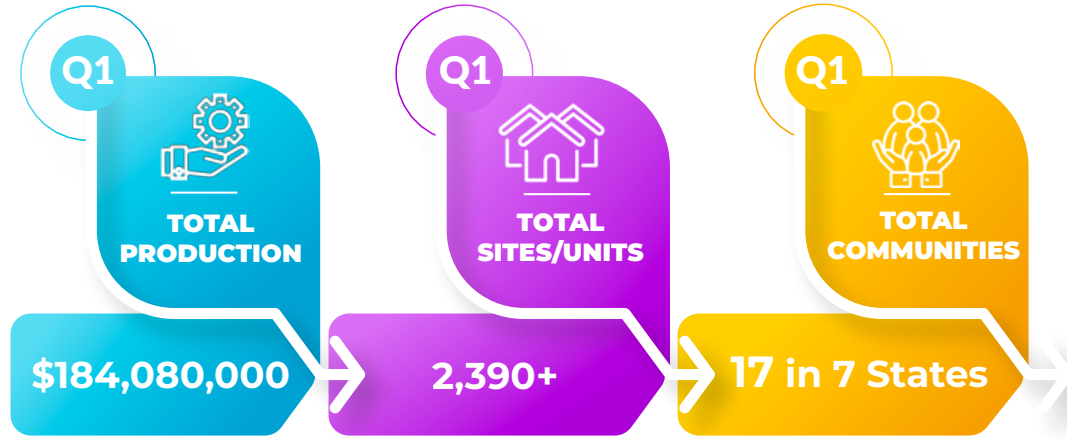 Q1
TOTAL
PRODUCTION
$184,080,000
Q1
TOTAL
SITES/UNITS
2,390+
Q1
TOTAL
COMMUNITIES
17 in 7 States